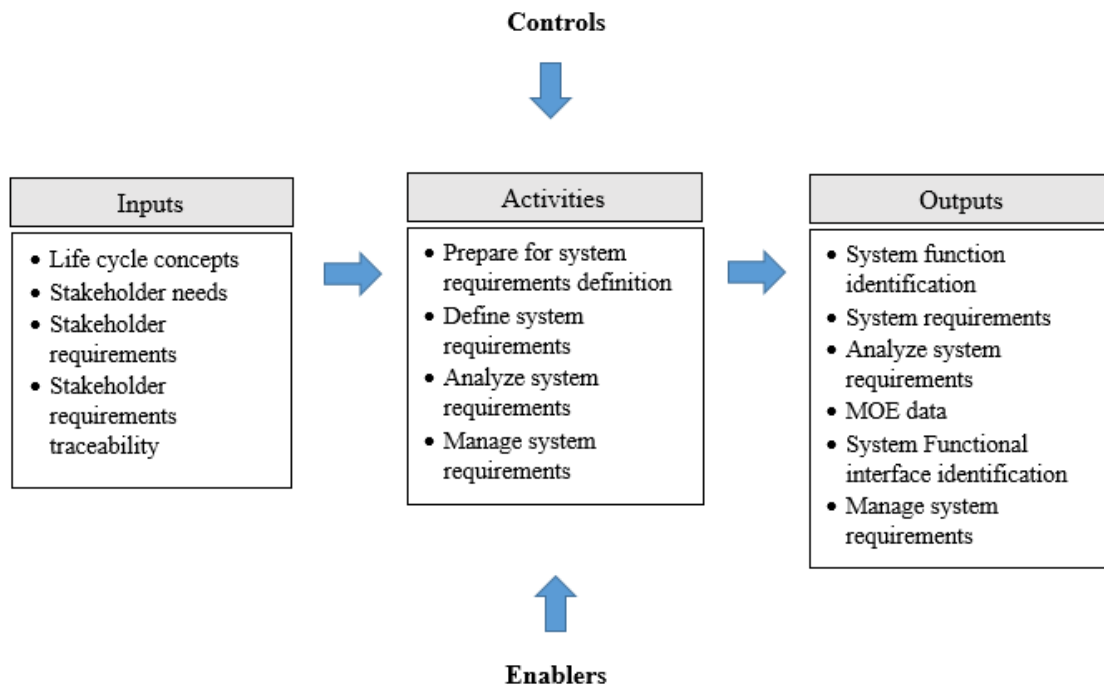 Controls
Inputs
• Life cycle concepts
• Stakeholder needs
• Stakeholder
requirements
• Stakeholder
requirements
traceability
Activities
• Prepare for system
requirements definition
• Define system
requirements
• Analyze system
requirements
• Manage system
requirements
Outputs
• System function
identification
• System requirements
• Analyze system
requirements
• MOE data
• System Functional
interface identification
• Manage system
requirements
Enablers